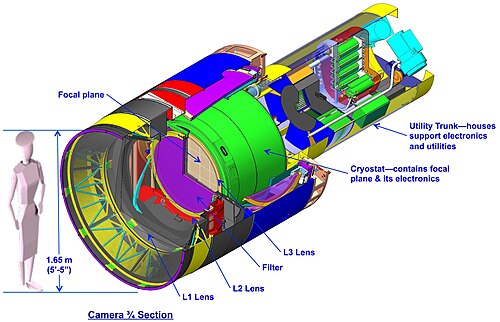 Focal plane
Utility Trunk—houses
support electronics
and utilities
Cryostat—contains focal
plane & its electronics
1.65 m
(5'-5")
L3 Lens
Filter
L2 Lens
L1 Lens
Camera ¾ Section